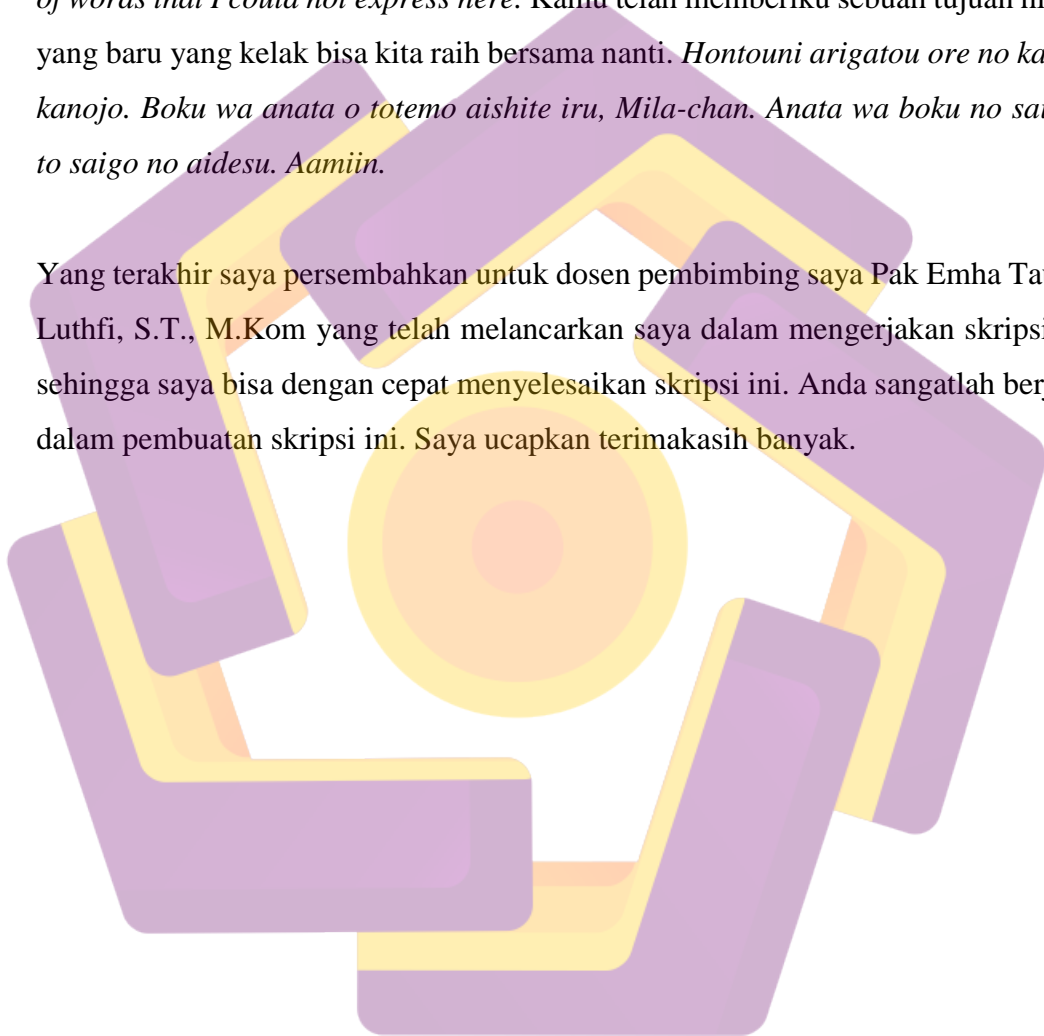 of words that I could not express here. Kamu telah memberiku sebuah tujuan
yang baru yang kelak bisa kita raih bersama nanti. Hontouni arigatou ore no
kanojo. Boku wa anata o totemo aishite iru, Mila-chan. Anata wa boku no
to saigo no aidesu. Aamiin.
Yang terakhir saya persembahkan untuk dosen pembimbing saya Pak Emha
Luthfi, S.T., M.Kom yang telah melancarkan saya dalam mengerjakan skripsi
sehingga saya bisa dengan cepat menyelesaikan skripsi ini. Anda sangatlah
dalam pembuatan skripsi ini. Saya ucapkan terimakasih banyak.